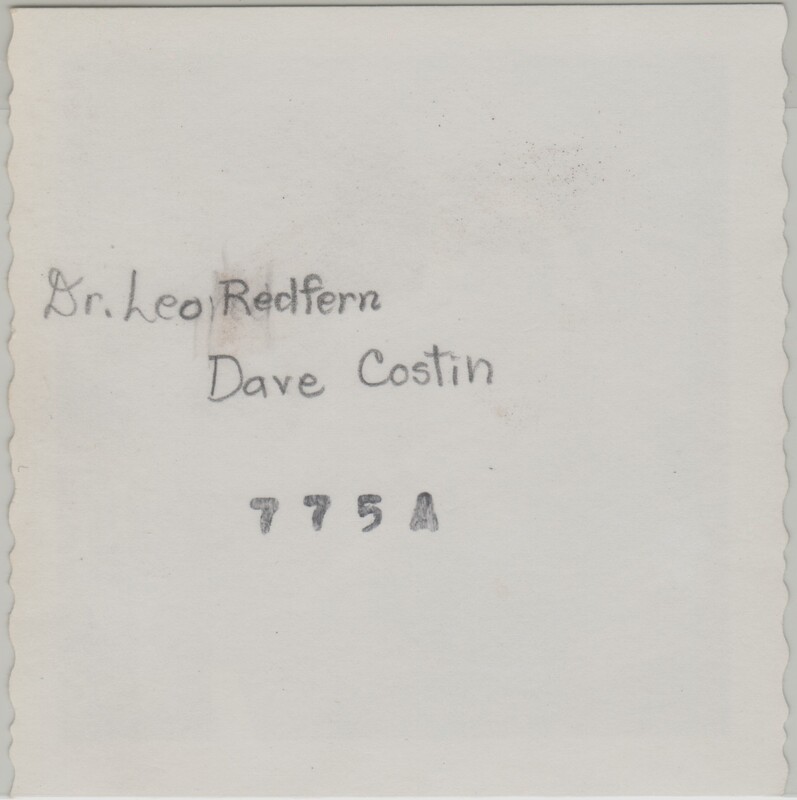 Dr. Leo Redfern
Dave Costin
775A